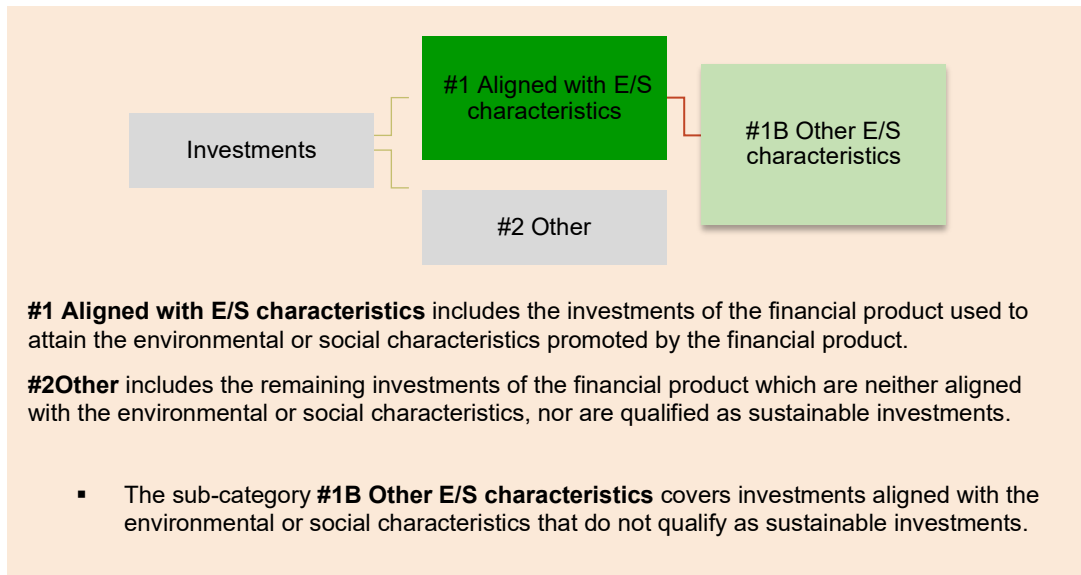 #1 Aligned with E/S
characteristics
#1B Other E/S
characteristics
Investments
#2 Other
#1 Aligned with E/S characteristics includes the investments of the financial product used to
attain the environmental or social characteristics promoted by the financial product.
#2Other includes the remaining investments of the financial product which are neither aligned
with the environmental or social characteristics, nor are qualified as sustainable investments.
▪ The sub-category #1B Other E/S characteristics covers investments aligned with the
environmental or social characteristics that do not qualify as sustainable investments.